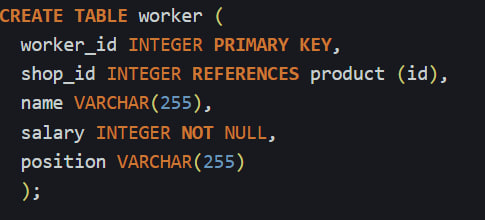 CREATE TABLE worker (
worker_id INTEGER PRIMARY KEY,
shop_id INTEGER REFERENCES product (id),
name VARCHAR(255),
salary INTEGER NOT NULL,
position VARCHAR(255)
);